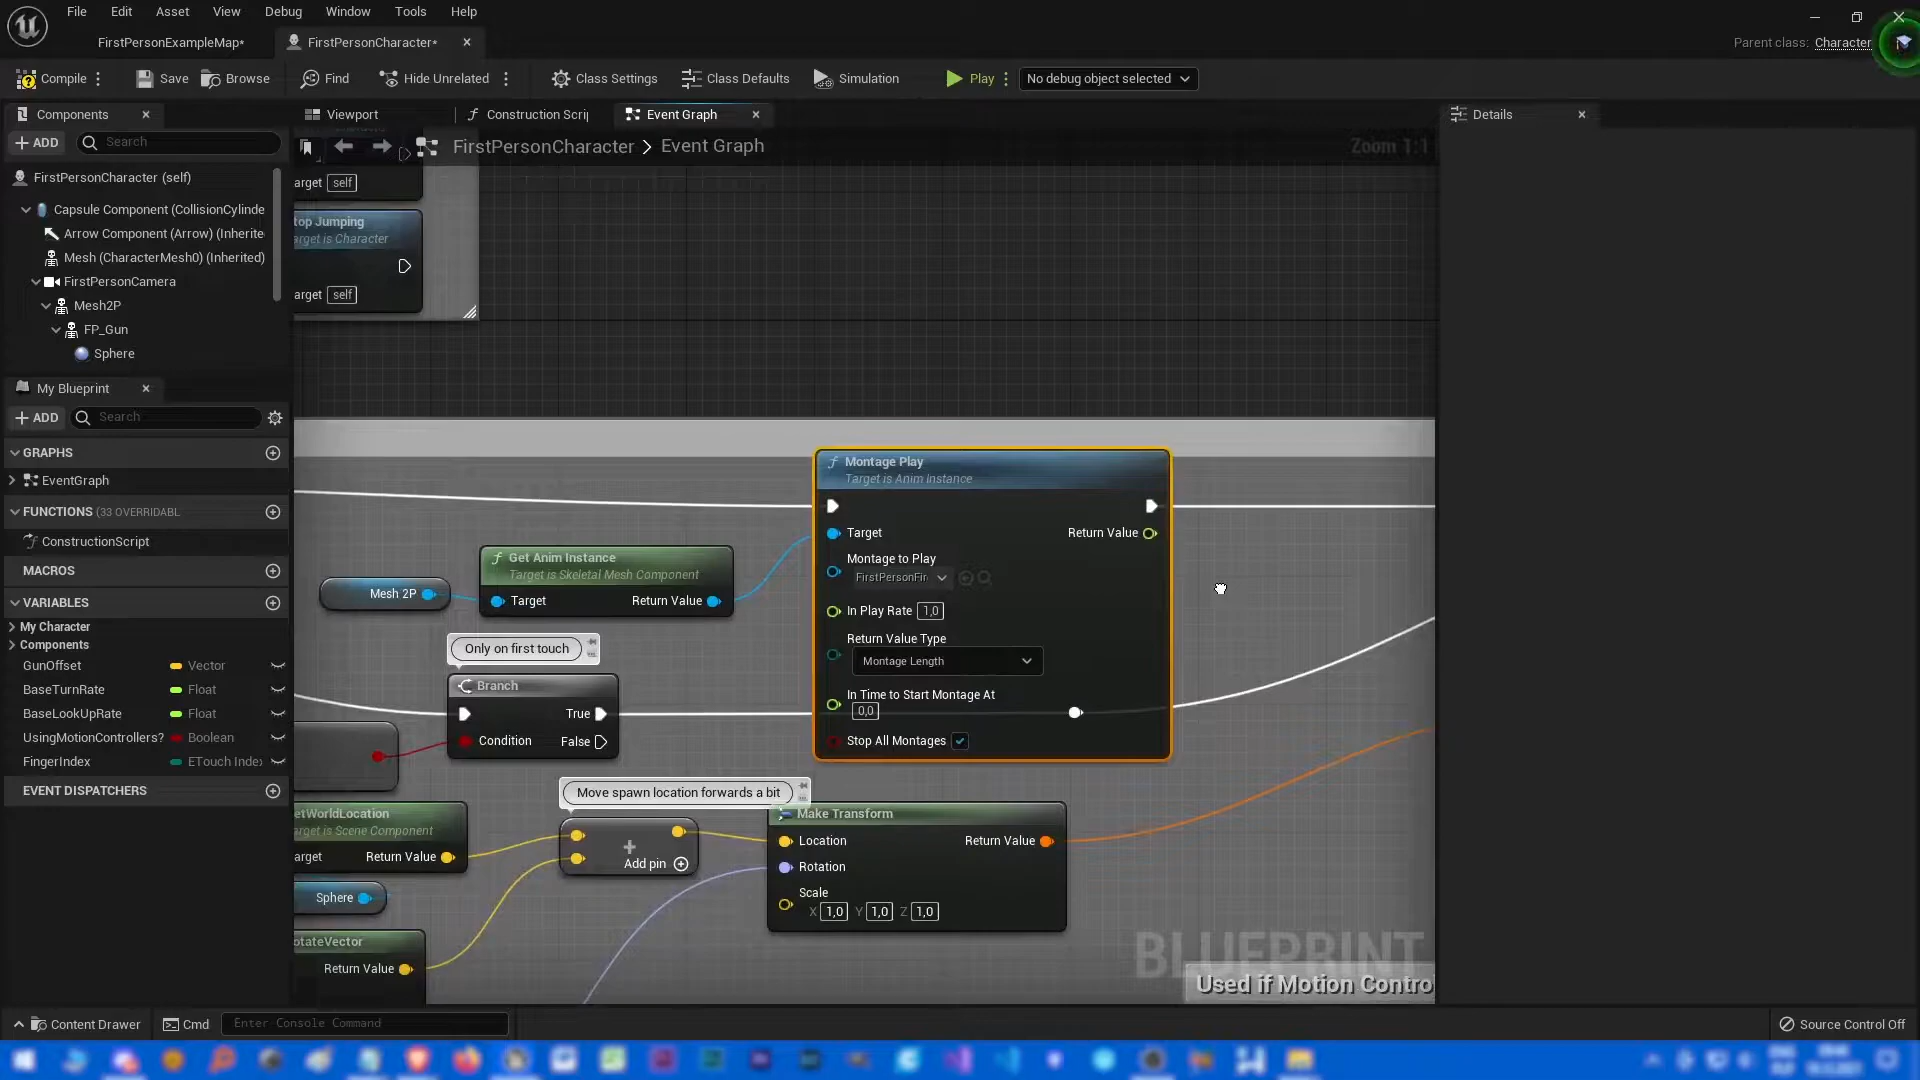 File Edit Asset View Debug Window Tools Help
FirstPersonExampleMap*
FirstPersonCharacter*
Parent class: Character
Compile
Save
Browse
Find
Hide Unrelated
Class Settings
Class Defaults
Simulation
Play
No debug object selected
Components
Viewport
Construction Scrip
Event Graph
Details
ADD
Search
FirstPersonCharacter > Event Graph
Zoom 1:1
FirstPersonCharacter (self)
Capsule Component (CollisionCylinde
Arrow Component (Arrow) (Inherite
Mesh (CharacterMesh0) (Inherited)
FirstPersonCamera
Mesh2P
FP_Gun
Sphere
arget self
top Jumping
arget is Character
arget self
My Blueprint
ADD
Search
GRAPHS
EventGraph
FUNCTIONS (33 OVERRIDABL
ConstructionScript
MACROS
VARIABLES
My Character
Components
GunOffset Vector
BaseTurnRate Float
BaseLookUpRate Float
UsingMotionControllers? Boolean
FingerIndex ETouch Index
EVENT DISPATCHERS
Montage Play
Target is Anim Instance
Target
Return Value
Montage to Play
FirstPersonFir
In Play Rate 1,0
Return Value Type
Montage Length
In Time to Start Montage At
0,0
Stop All Montages
Get Anim Instance
Target is Skeletal Mesh Component
Target Return Value
Mesh 2P
Only on first touch
Branch
True
Condition False
Move spawn location forwards a bit
Add pin
Make Transform
Location Return Value
Rotation
Scale
X 1,0 Y 1,0 Z 1,0
etWorldLocation
arget is Scene Component
arget Return Value
Sphere
otateVector
Return Value
BLUEPRINT
Used if Motion Contro
Content Drawer
Cmd
Enter Console Command
Source Control Off